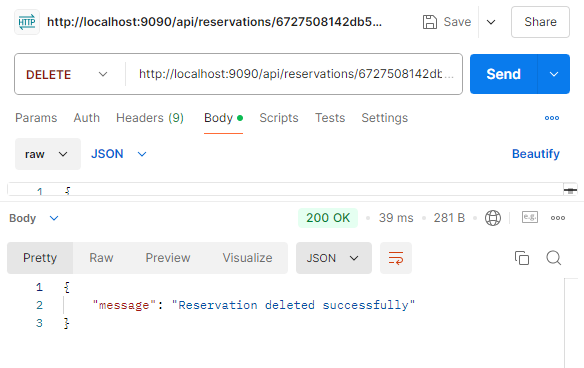 HTTP http://localhost:9090/api/reservations/6727508142db5... Save Share
DELETE http://localhost:9090/api/reservations/6727508142db... Send
Params Auth Headers (9) Body Scripts Tests Settings
raw JSON Beautify
1 {
Body 200 OK 39 ms 281 B e.g.
Pretty Raw Preview Visualize JSON
1 {
2 "message": "Reservation deleted successfully"
3 }